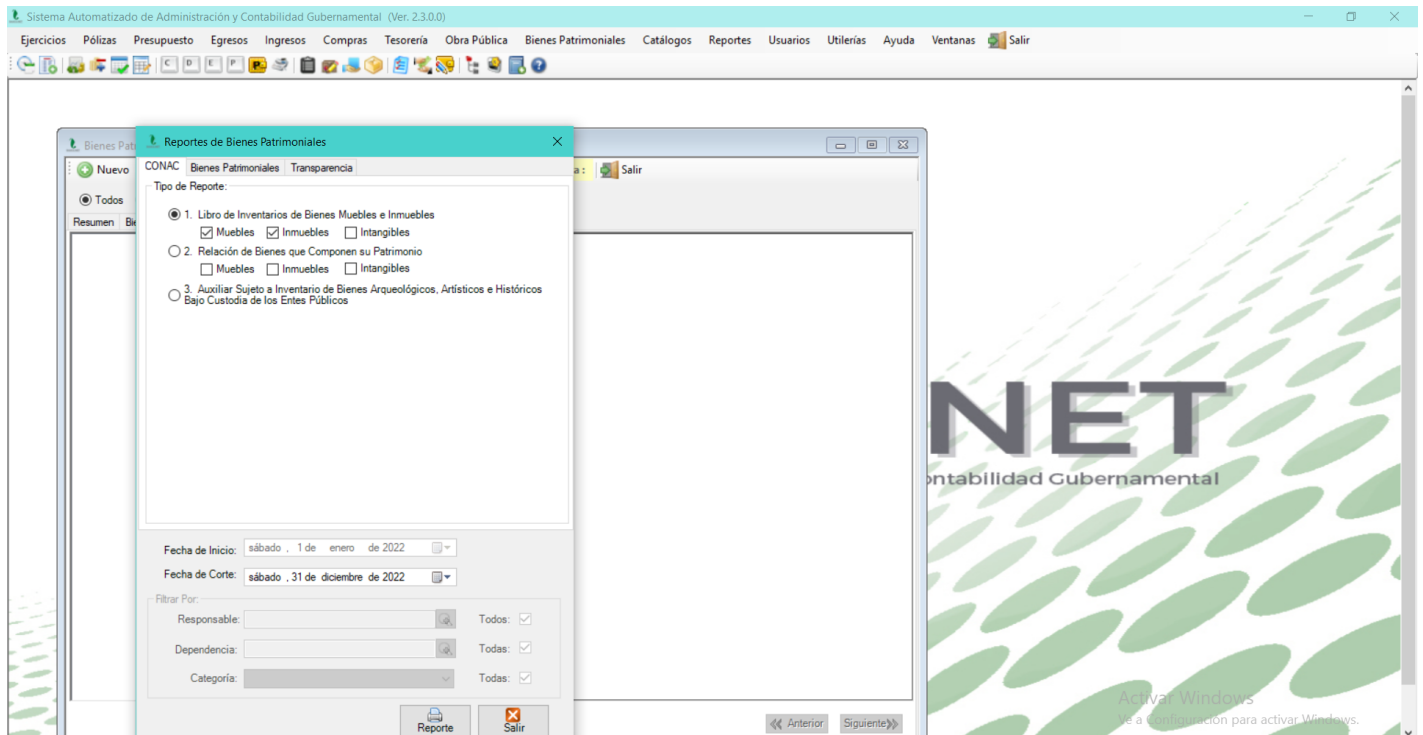 Sistema Automatizado de Administración y Contabilidad Gubernamental (Ver. 2.3.0.0)
Ejercicios Pólizas Presupuesto Egresos Ingresos Compras Tesorería Obra Pública Bienes Patrimoniales Catálogos Reportes Usuarios Utilerías Ayuda Ventanas Salir
C D E P P
Bienes Pat
Reportes de Bienes Patrimoniales
Nuevo
a :
Salir
Todos
Resumen Bie
CONAC Bienes Patrimoniales Transparencia
Tipo de Reporte:
1. Libro de Inventarios de Bienes Muebles e Inmuebles
Muebles Inmuebles Intangibles
2. Relación de Bienes que Componen su Patrimonio
Muebles Inmuebles Intangibles
3. Auxiliar Sujeto a Inventario de Bienes Arqueológicos, Artísticos e Históricos
Bajo Custodia de los Entes Públicos
Fecha de Inicio: sábado , 1 de enero de 2022
Fecha de Corte: sábado , 31 de diciembre de 2022
Filtrar Por:
Responsable: Todos:
Dependencia: Todas:
Categoría: Todas:
Reporte Salir
Anterior Siguiente
NET
ontabilidad Gubernamental
Activar Windows
Ve a Configuración para activar Windows.